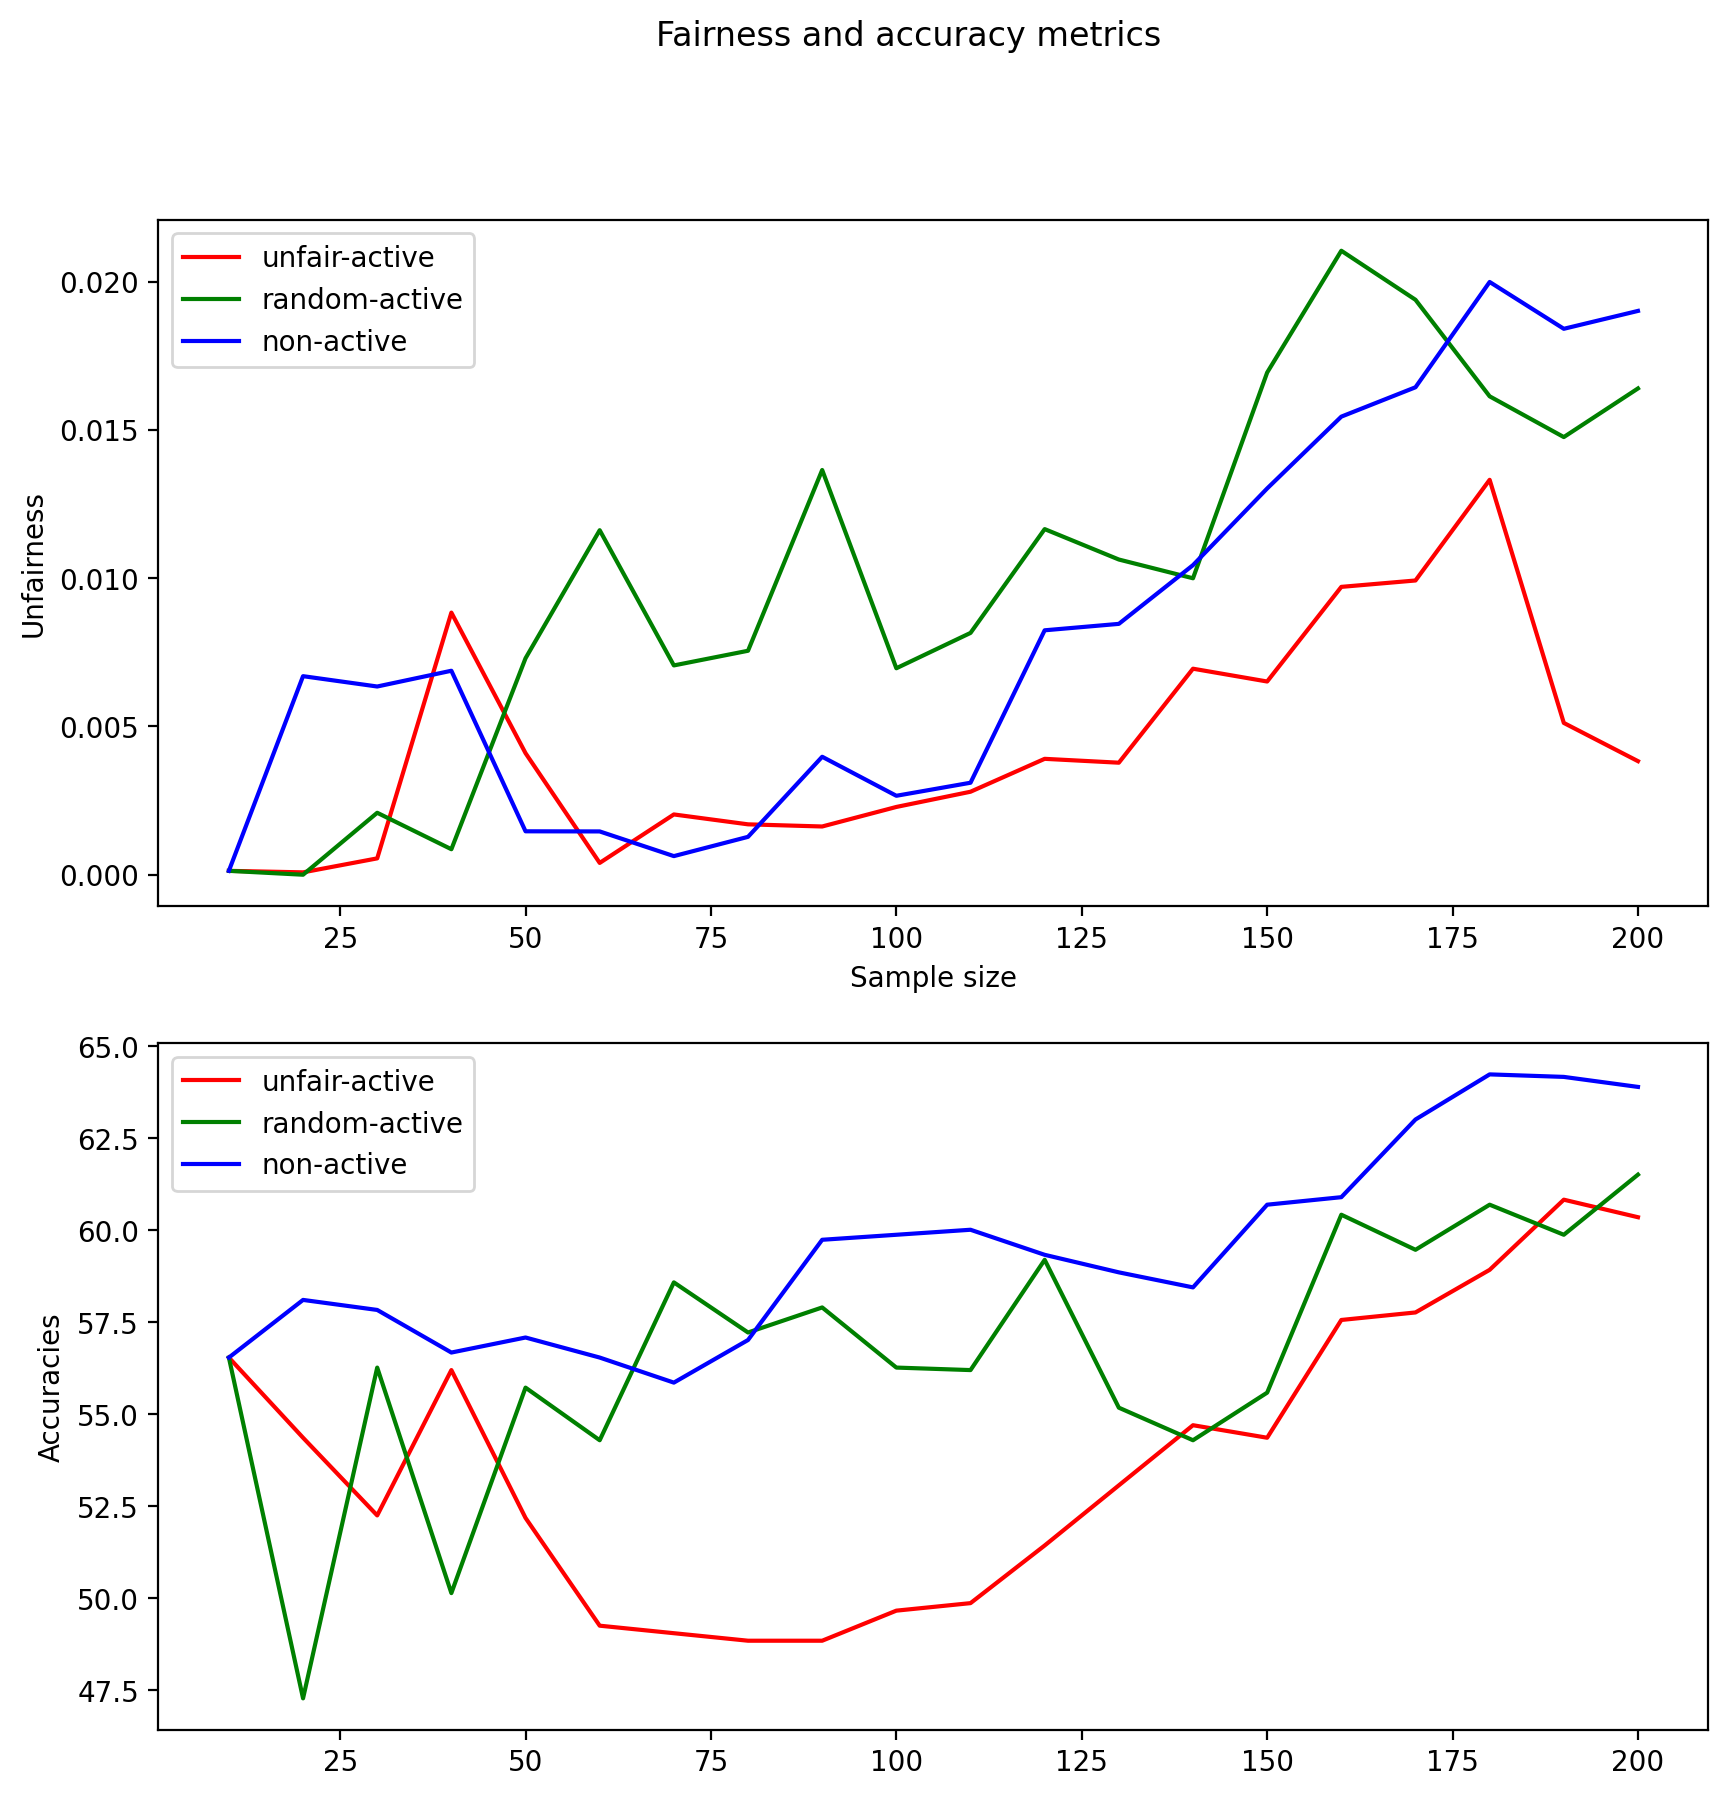 Fairness and accuracy metrics
unfair-active
random-active
non-active
0.020
0.015
0.010
0.005
0.000
Unfairness
25 50 75 100 125 150 175 200
Sample size
unfair-active
random-active
non-active
65.0
62.5
60.0
57.5
55.0
52.5
50.0
47.5
Accuracies
25 50 75 100 125 150 175 200